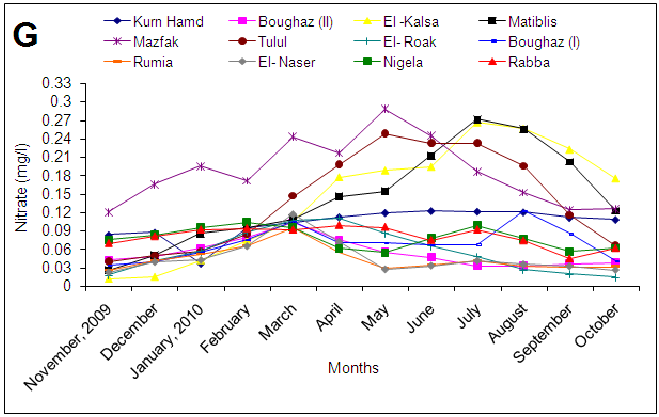 G
Kurn Hamd Boughaz (II) El -Kalsa Matiblis
Mazfak Tulul El- Roak Boughaz (I)
Rumia El- Naser Nigela Rabba
Nitrate (mg/l)
0.33
0.3
0.27
0.24
0.21
0.18
0.15
0.12
0.09
0.06
0.03
0
November, 2009
December
January, 2010
February
March
April
May
June
July
August
September
October
Months